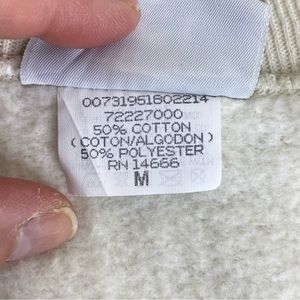 00731951802214
72227000
50% COTTON
(COTON/ALGODON)
50% POLYESTER
RN 14666
M